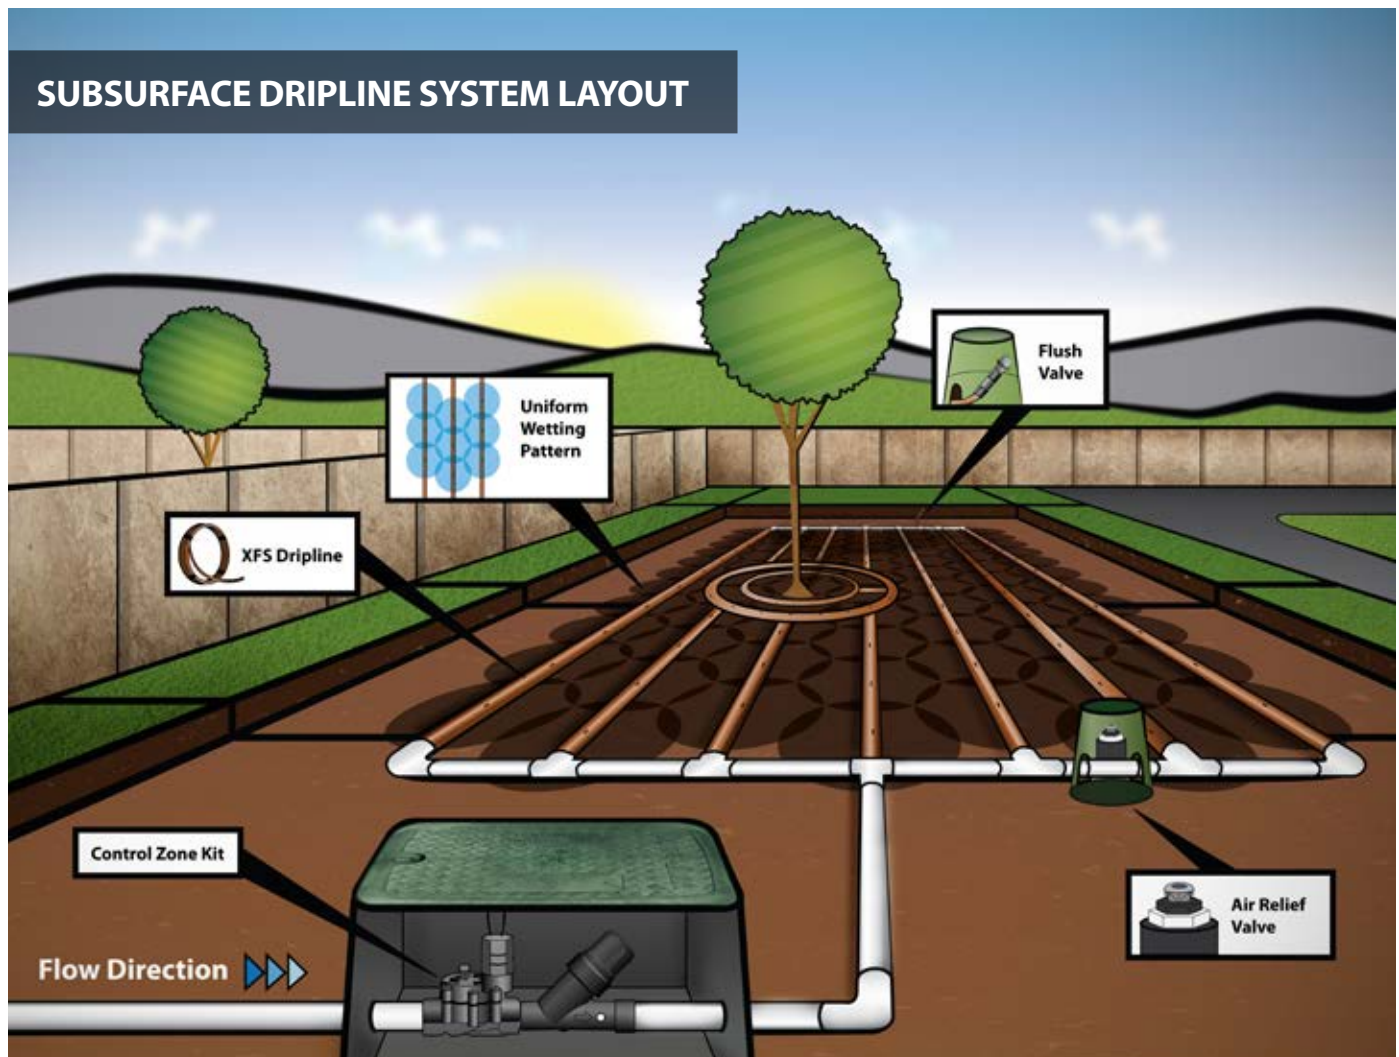 SUBSURFACE DRIPLINE SYSTEM LAYOUT
Flush
Valve
Uniform
Wetting
Pattern
XFS Dripline
Control Zone Kit
Air Relief
Valve
Flow Direction